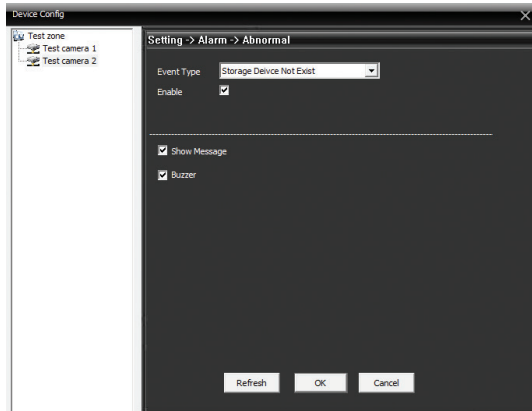 Device Config
Test zone
Test camera 1
Test camera 2
Setting -> Alarm -> Abnormal
Event Type
Storage Deivce Not Exist
Enable
Show Message
Buzzer
Refresh
OK
Cancel